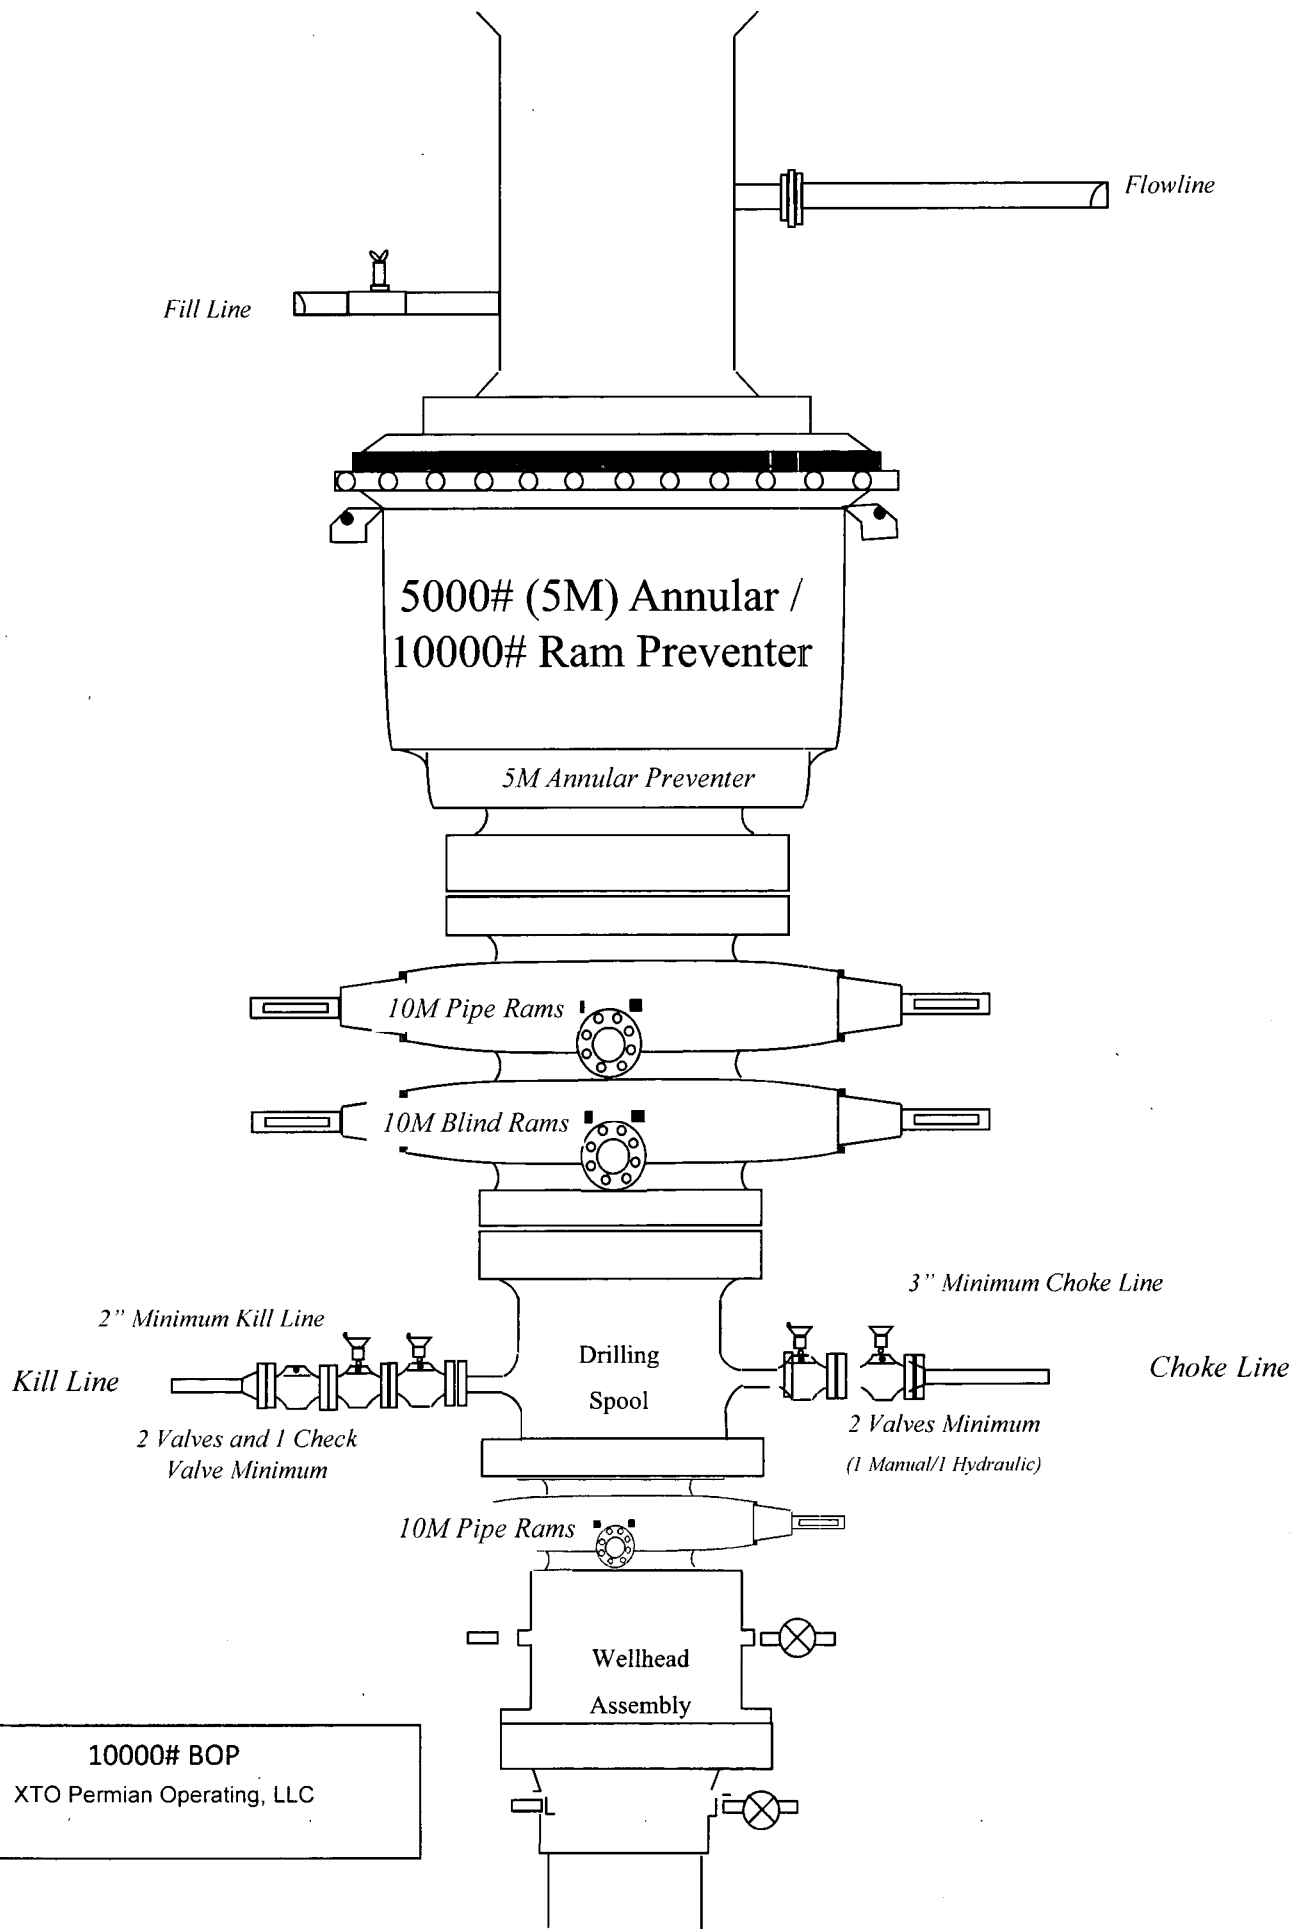 Flowline
Fill Line
5000# (5M) Annular /
10000# Ram Preventer
5M Annular Preventer
10M Pipe Rams
10M Blind Rams
3” Minimum Choke Line
2” Minimum Kill Line
Drilling
Spool
Kill Line
Choke Line
2 Valves and 1 Check
Valve Minimum
2 Valves Minimum
(1 Manual/1 Hydraulic)
10M Pipe Rams
Wellhead
Assembly
10000# BOP
XTO Permian Operating, LLC